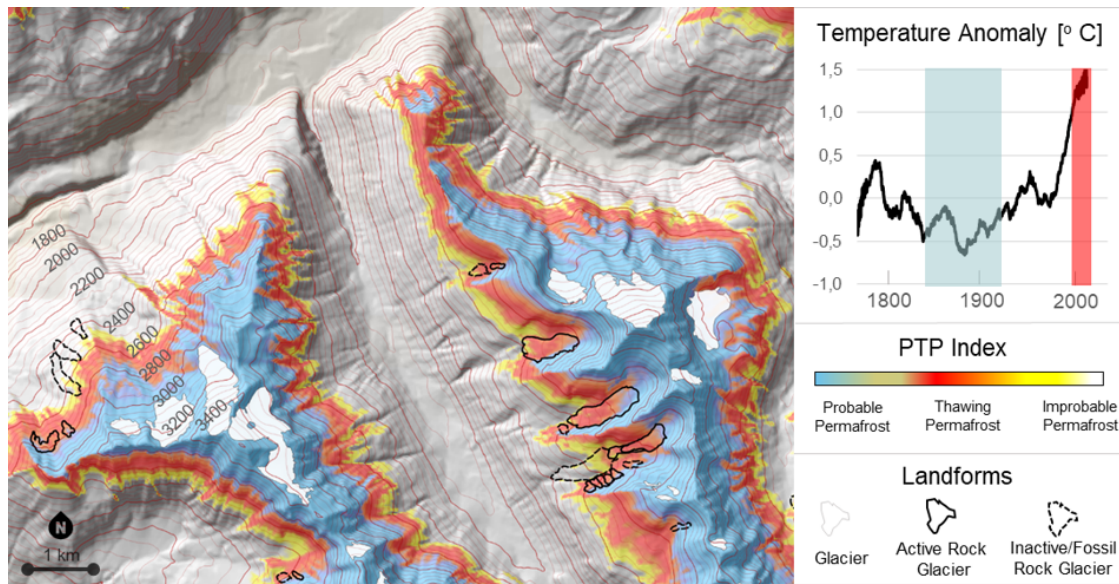 1800
2000
2200
2400
2600
2800
3000
3200
3400
N
1 km
Temperature Anomaly [° C]
1,5
1,0
0,5
0,0
-0,5
-1,0
1800 1900 2000
PTP Index
Probable Permafrost
Thawing Permafrost
Improbable Permafrost
Landforms
Glacier
Active Rock Glacier
Inactive/Fossil Rock Glacier